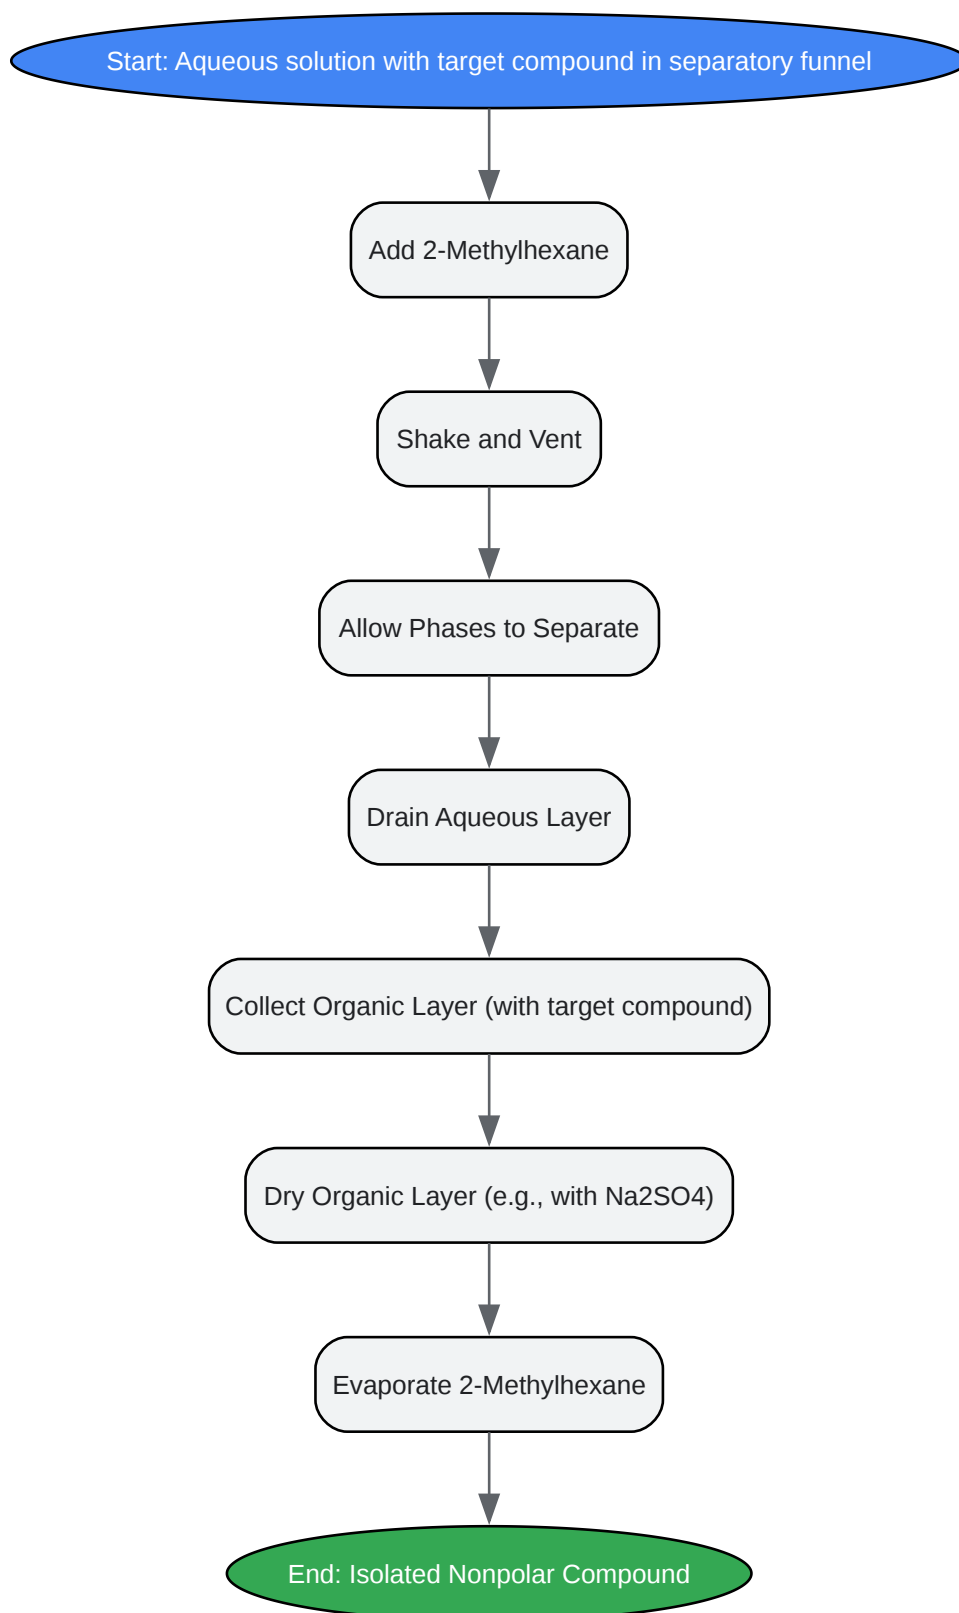 Start: Aqueous solution with target compound in separatory funnel
Add 2-Methylhexane
Shake and Vent
Allow Phases to Separate
Drain Aqueous Layer
Collect Organic Layer (with target compound)
Dry Organic Layer (e.g., with Na2SO4)
Evaporate 2-Methylhexane
End: Isolated Nonpolar Compound